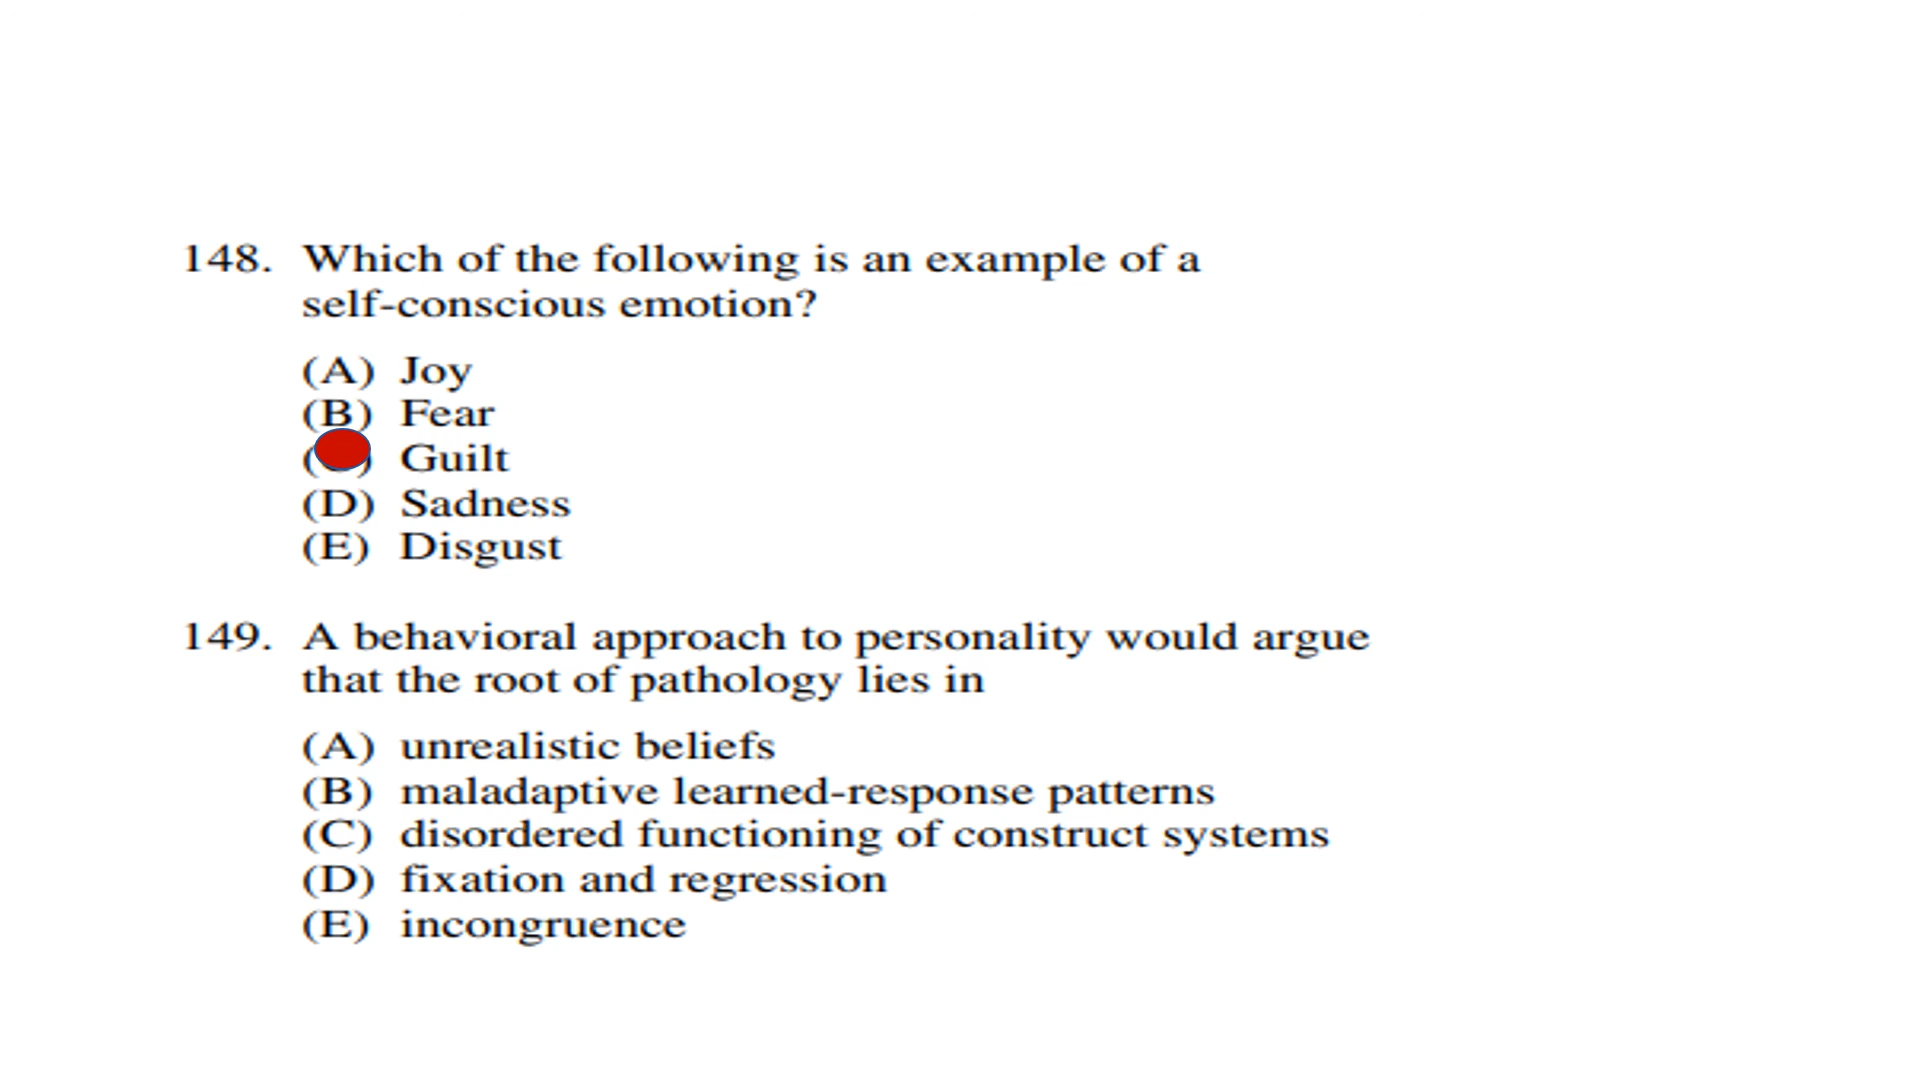 148. Which of the following is an example of a
self-conscious emotion?
(A) Joy
(B) Fear
( ) Guilt
(D) Sadness
(E) Disgust
149. A behavioral approach to personality would argue
that the root of pathology lies in
(A) unrealistic beliefs
(B) maladaptive learned-response patterns
(C) disordered functioning of construct systems
(D) fixation and regression
(E) incongruence